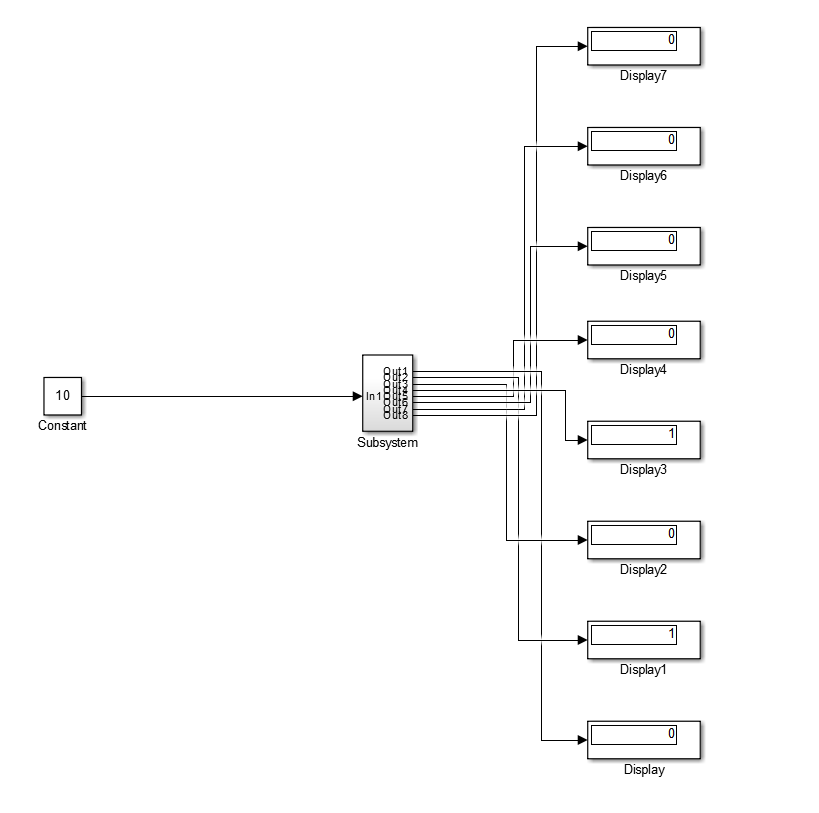 0
Display7
0
Display6
0
Display5
0
Display4
Out1
Out2
Out3
Out4
10
In1
Out5
Out6
Out7
Out8
Constant
Subsystem
1
Display3
0
Display2
1
Display1
0
Display